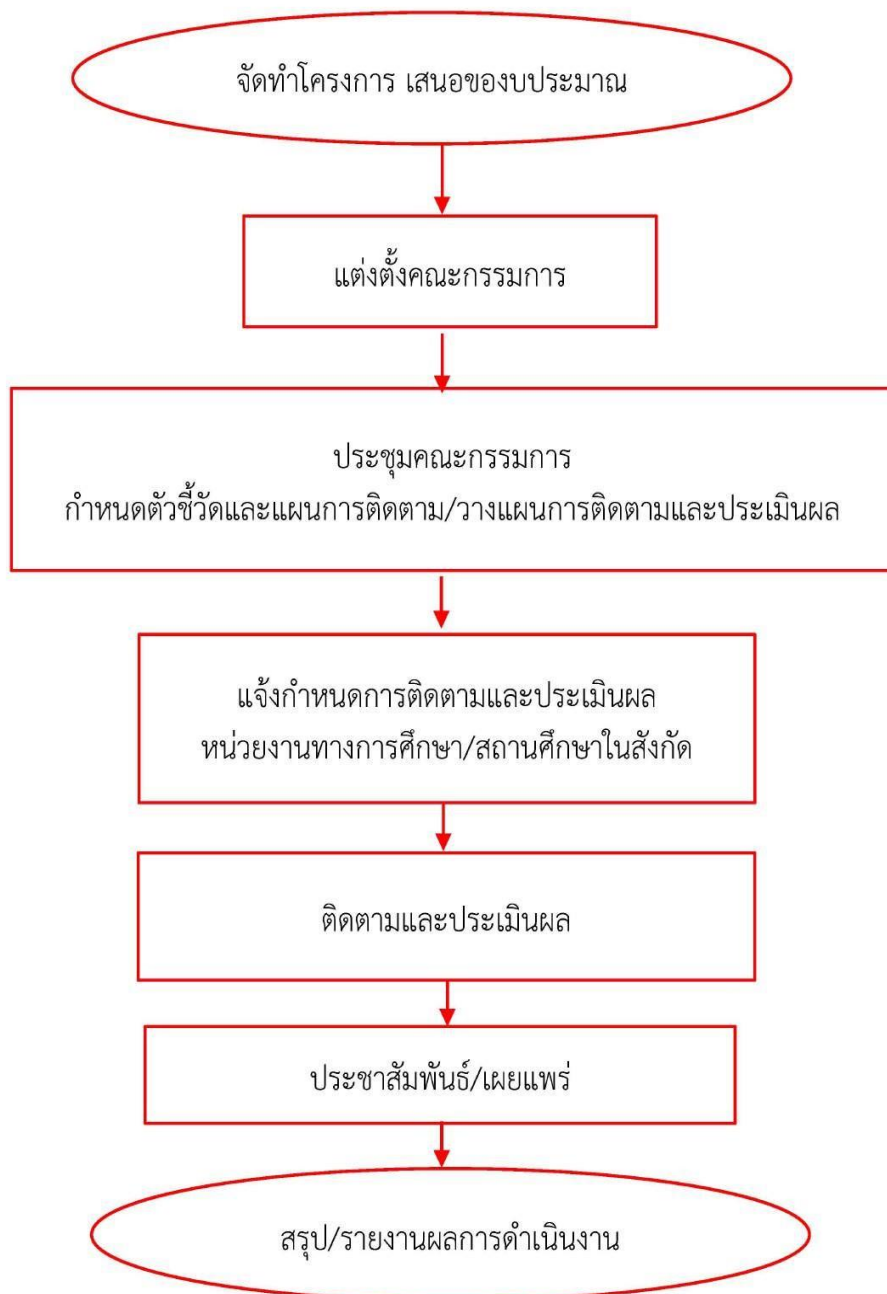 จัดทำโครงการ เสนอของบประมาณ
แต่งตั้งคณะกรรมการ
ประชุมคณะกรรมการ
กำหนดตัวชี้วัดและแผนการติดตาม/วางแผนการติดตามและประเมินผล
แจ้งกำหนดการติดตามและประเมินผล
หน่วยงานทางการศึกษา/สถานศึกษาในสังกัด
ติดตามและประเมินผล
ประชาสัมพันธ์/เผยแพร่
สรุป/รายงานผลการดำเนินงาน